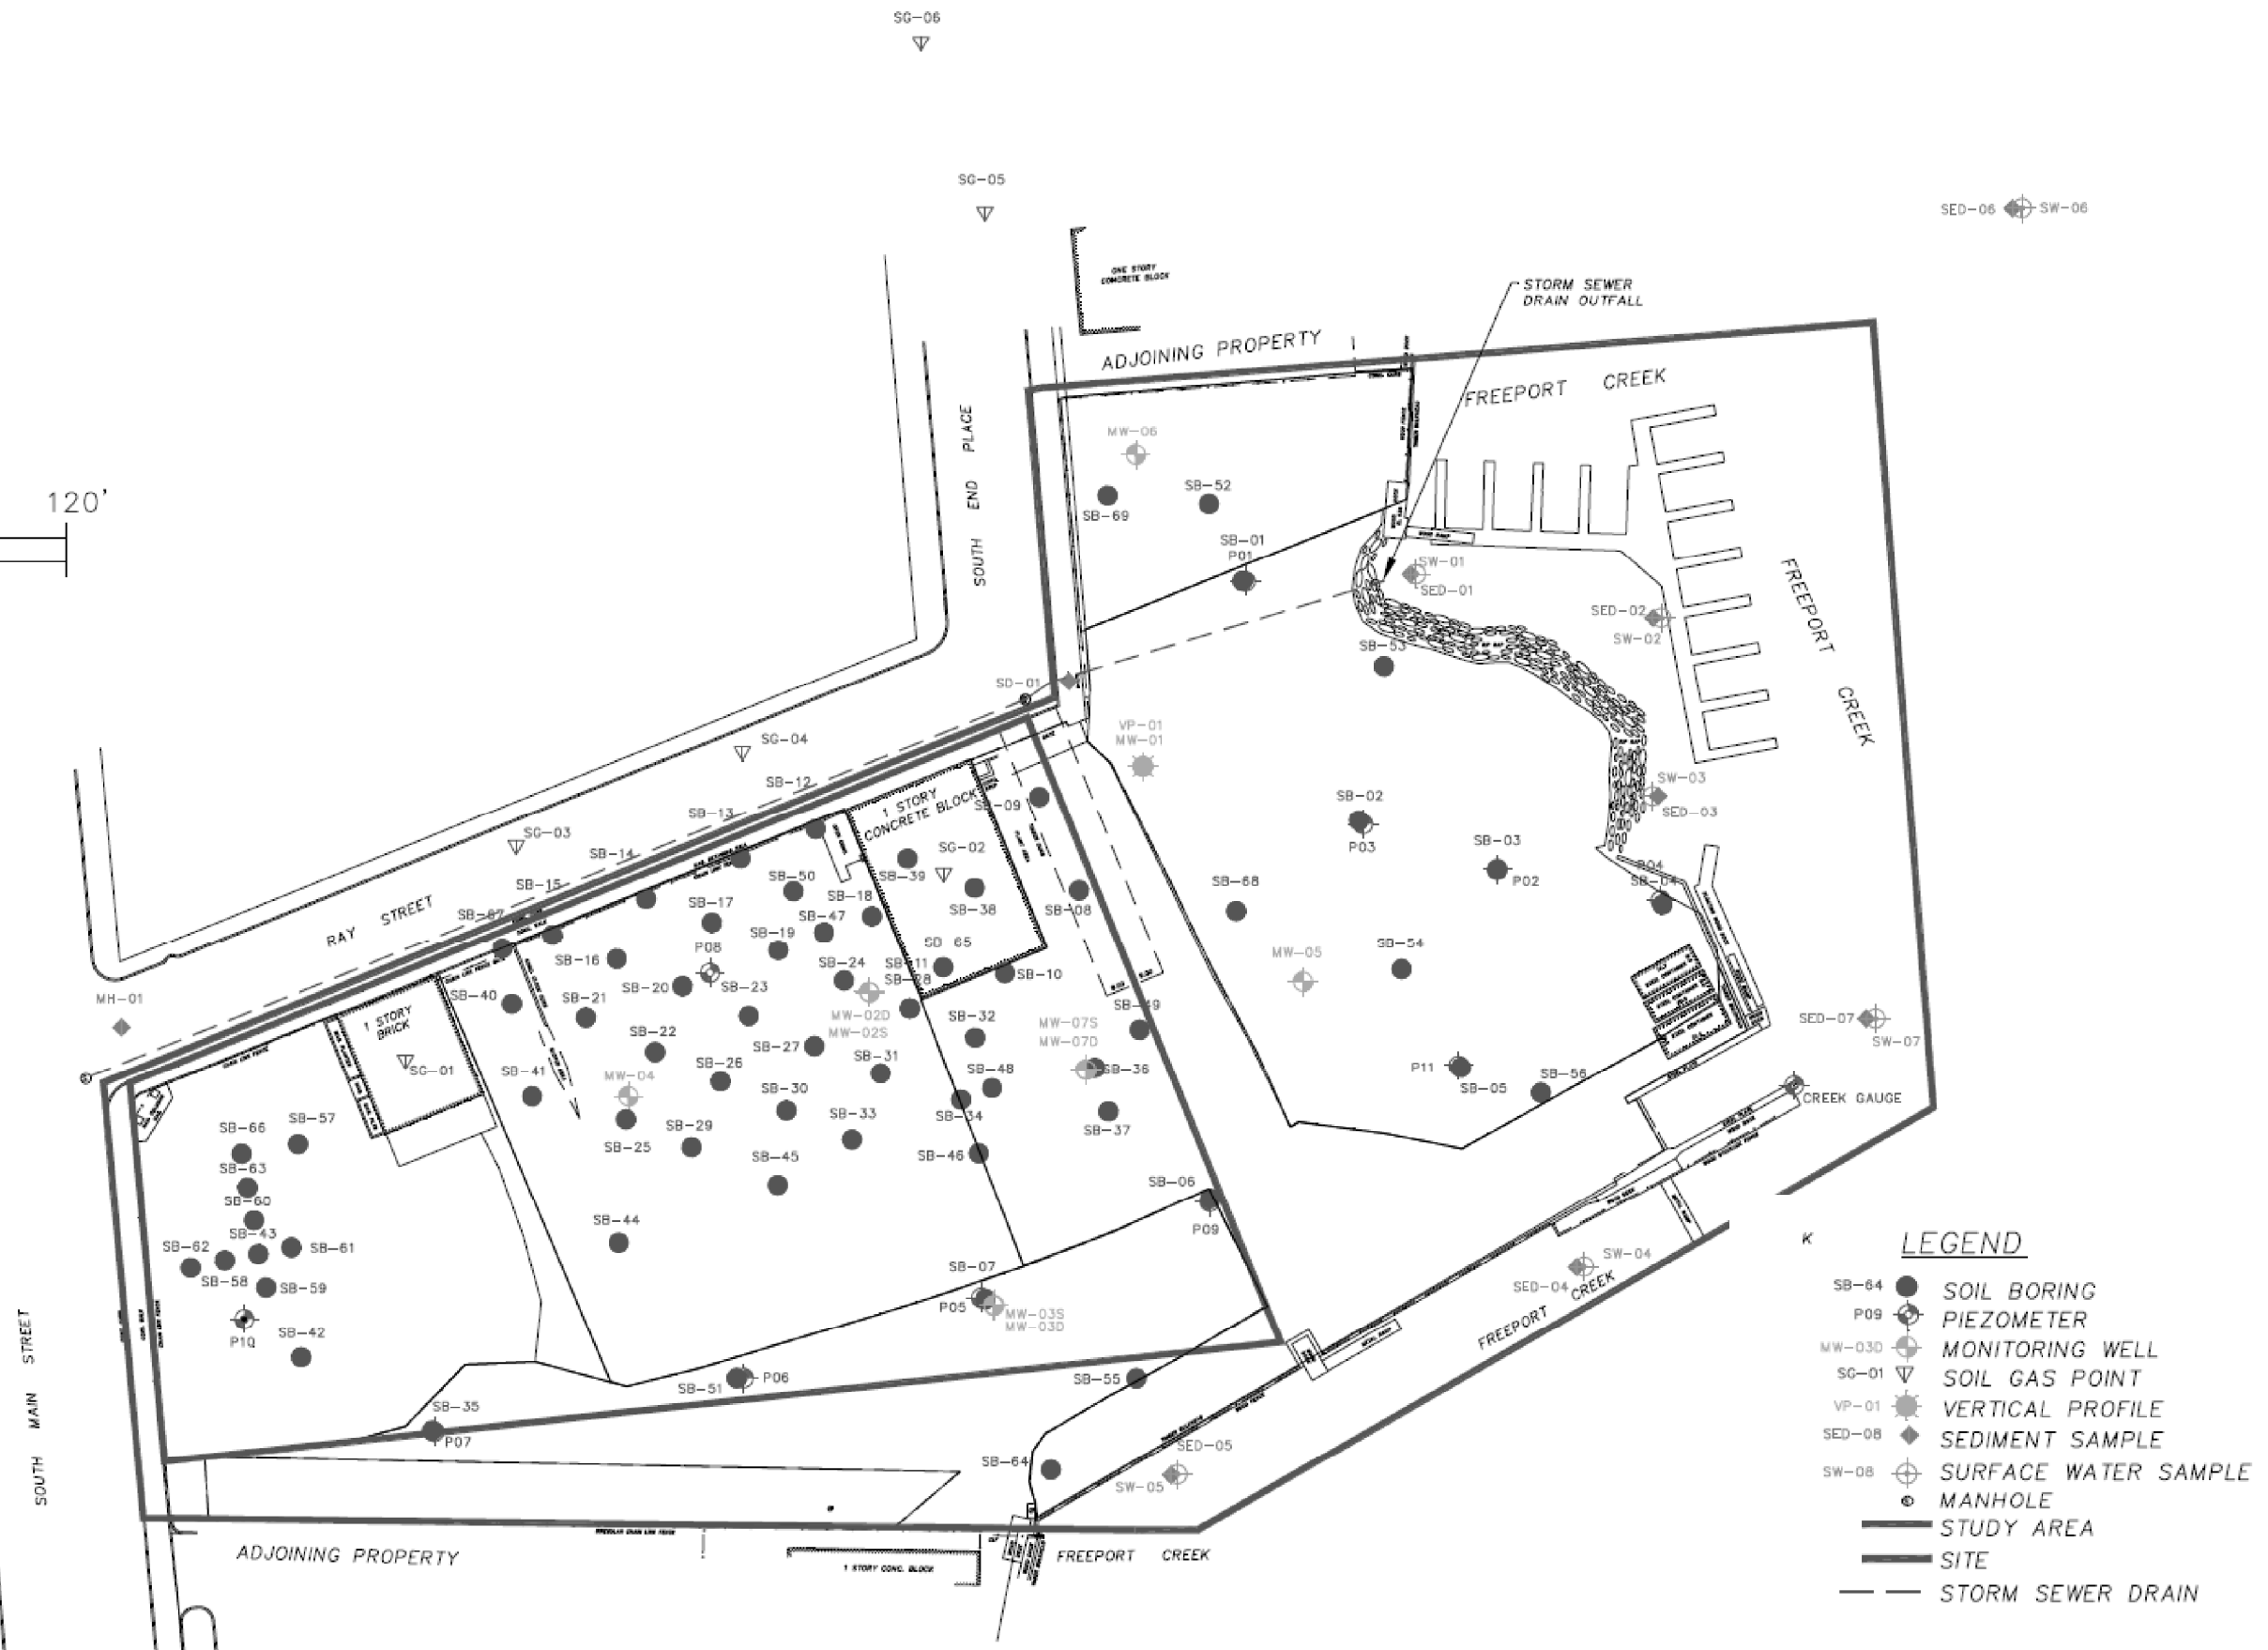 SG-06
SG-05
SED-06
SW-06
ONE STORY
CONCRETE BLOCK
STORM SEWER
DRAIN OUTFALL
ADJOINING PROPERTY
FREEPORT CREEK
120'
SOUTH END PLACE
MW-06
SB-69
SB-52
SB-01
P01
SW-01
SED-01
SED-02
SW-02
FREEPORT CREEK
SB-53
SD-01
VP-01
MW-01
SG-04
SB-12
SB-13
SG-03
SB-14
SB-15
SB-67
RAY STREET
1 STORY
CONCRETE BLOCK
SB-09
SG-02
SB-39
SB-38
SB-08
SB-50
SB-18
SB-17
SB-47
SB-19
P08
SB-16
SB-20
SB-24
SB-11
SB-28
SB-10
SB-02
P03
SB-03
P02
SW-03
SED-03
P04
SB-04
SB-68
SB-54
MW-05
MH-01
1 STORY
BRICK
SG-01
SB-40
SB-21
SB-23
MW-02D
MW-02S
SB-49
SB-22
SB-27
SB-32
MW-07S
MW-07D
SB-36
SB-41
MW-04
SB-26
SB-31
SB-48
SB-30
SB-34
SB-33
SB-37
SB-25
SB-29
SB-45
SB-46
P11
SB-05
SB-56
SED-07
SW-07
CREEK GAUGE
SB-66
SB-57
SB-63
SB-60
SB-43
SB-62
SB-61
SB-58
SB-59
P10
SB-42
SB-44
SB-06
P09
SB-07
P05
MW-03S
MW-03D
SB-51
P06
SB-35
P07
SB-55
SB-64
SED-05
SW-05
SW-04
SED-04
FREEPORT CREEK
SOUTH MAIN STREET
ADJOINING PROPERTY
1 STORY CONC. BLOCK
FREEPORT CREEK
K
LEGEND
SB-64 SOIL BORING
P09 PIEZOMETER
MW-03D MONITORING WELL
SG-01 SOIL GAS POINT
VP-01 VERTICAL PROFILE
SED-08 SEDIMENT SAMPLE
SW-08 SURFACE WATER SAMPLE
MANHOLE
STUDY AREA
SITE
STORM SEWER DRAIN